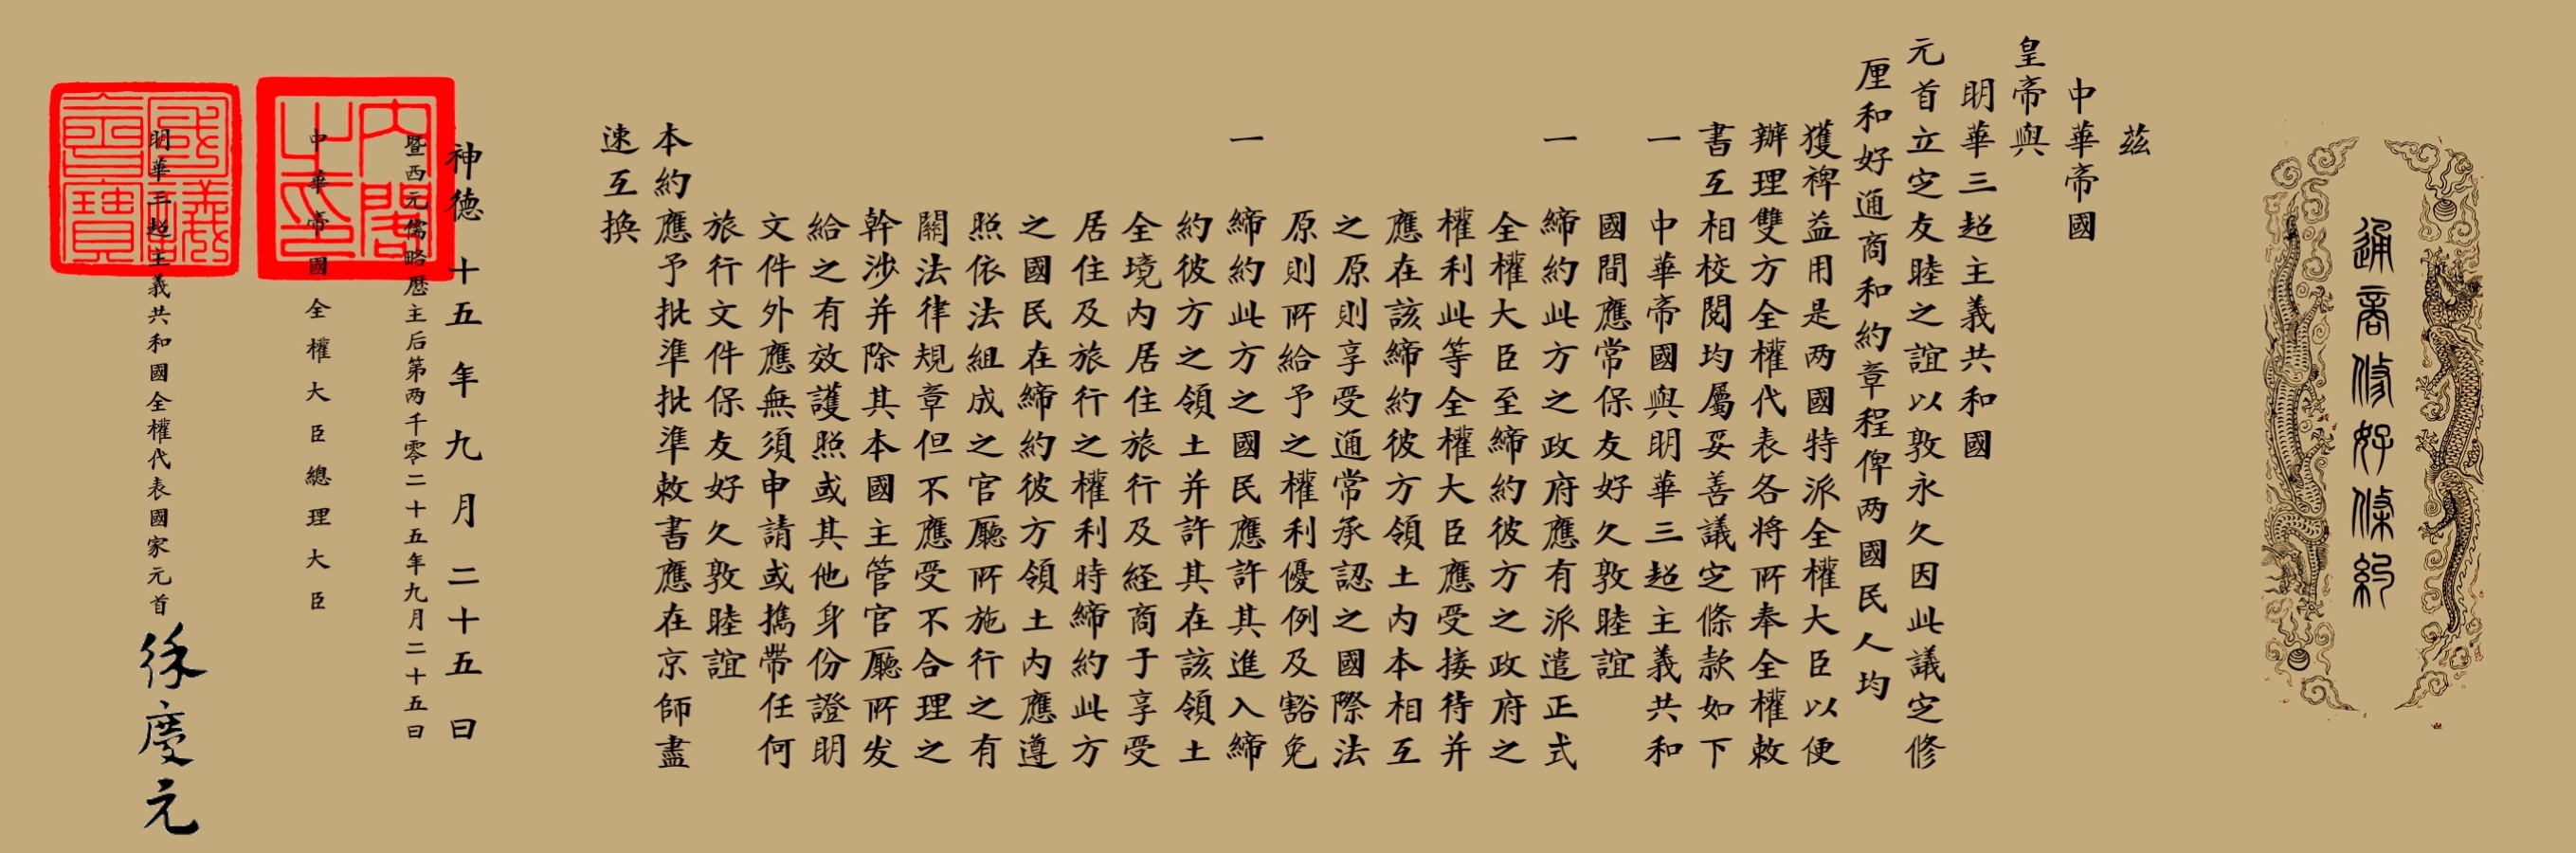 通商修好條約
茲
中華帝國
皇帝與
明華三超主義共和國
元首立定友睦之誼以敦永久因此議定修
厘和好通商和約章程俾两國民人均
獲裨益用是两國特派全權大臣以便
辦理雙方全權代表各將所奉全權敕
書互相校閱均屬妥善議定條款如下
一　中華帝國與明華三超主義共和
國間應常保友好久敦睦誼
一　締約此方之政府應有派遣正式
全權大臣至締約彼方之政府之
權利此等全權大臣應受接待并
應在該締約彼方領土内本相互
之原則享受通常承認之國際法
原則所給予之權利優例及豁免
一　締約此方之國民應許其進入締
約彼方之領土并許其在該領土
全境内居住旅行及経商于享受
居住及旅行之權利時締約此方
之國民在締約彼方領土内應遵
照依法組成之官廳所施行之有
關法律規章但不應受不合理之
幹涉并除其本國主管官廳所发
給之有效護照或其他身份證明
文件外應無須申請或攜帶任何
旅行文件保友好久敦睦誼
本約應予批準批準敕書應在京師盡
速互換
神德十五年九月二十五日
暨西元儒略歷主后第两千零二十五年九月二十五日
内閣之印
中華帝國全權大臣總理大臣
國議會寶
明華三超主義共和國全權代表國家元首
徐慶元